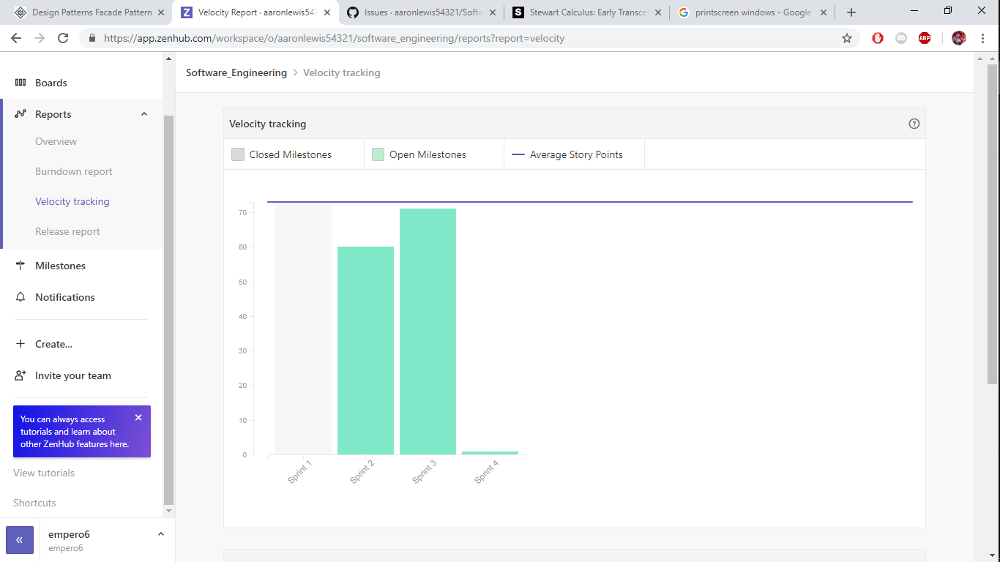 Design Patterns Facade Pattern
Velocity Report · aaronlewis543
Issues · aaronlewis54321/Softw
Stewart Calculus: Early Transce
printscreen windows - Google
https://app.zenhub.com/workspace/o/aaronlewis54321/software_engineering/reports?report=velocity
ABP
Boards
Reports
Overview
Burndown report
Velocity tracking
Release report
Milestones
Notifications
Create...
Invite your team
You can always access
tutorials and learn about
other ZenHub features here.
View tutorials
Shortcuts
empero6
empero6
Software_Engineering > Velocity tracking
Velocity tracking
Closed Milestones
Open Milestones
Average Story Points
70
60
50
40
30
20
10
0
Sprint 1
Sprint 2
Sprint 3
Sprint 4